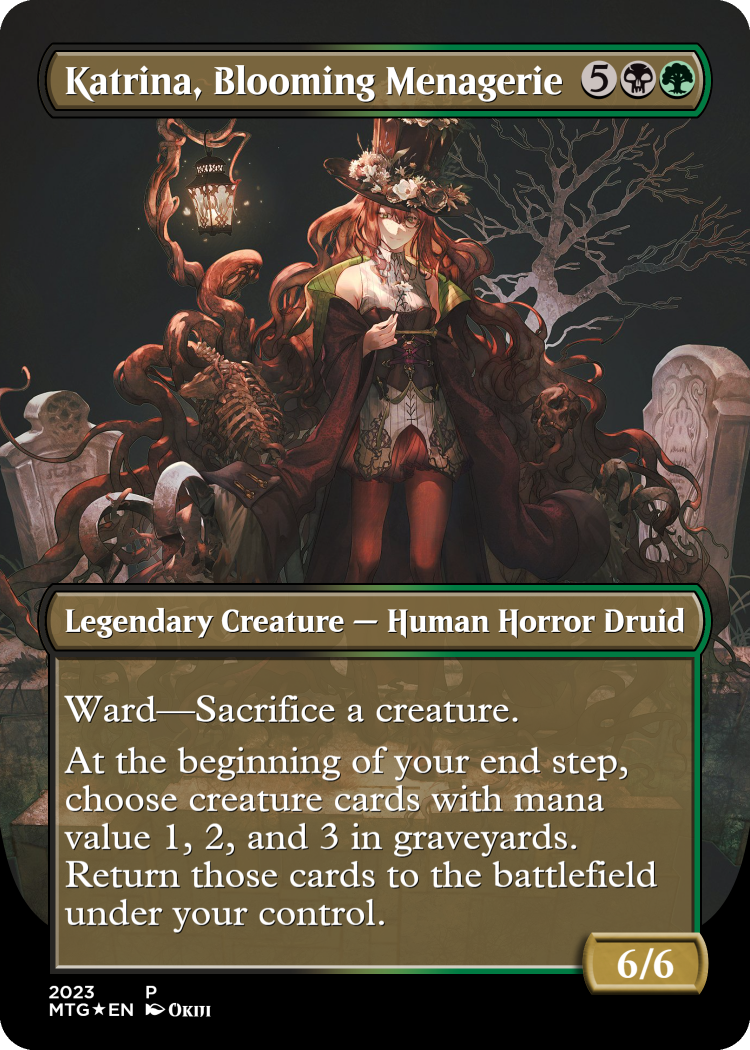 Katrina, Blooming Menagerie 5
Legendary Creature — Human Horror Druid
Ward—Sacrifice a creature.
At the beginning of your end step,
choose creature cards with mana
value 1, 2, and 3 in graveyards.
Return those cards to the battlefield
under your control.
6/6
2023 P
MTG★EN Okiji